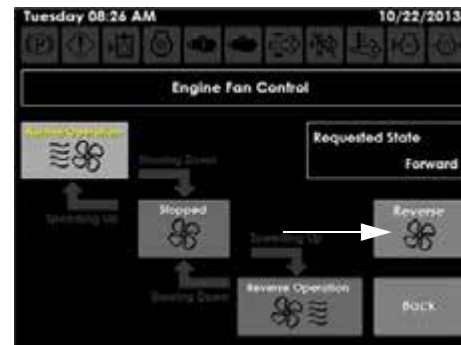 Tuesday 08:26 AM 10/22/2013
Engine Fan Control
Normal Operation
Requested State
Forward
Slowing Down
Speeding Up
Stopped
Reverse
Speeding Up
Slowing Down
Reverse Operation
Back